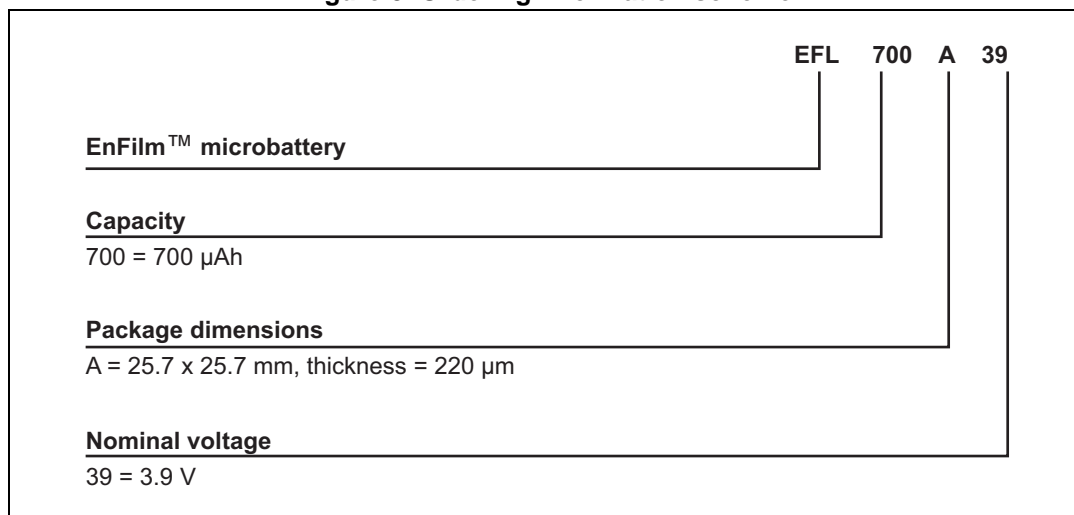 EFL 700 A 39
EnFilm™ microbattery
Capacity
700 = 700 µAh
Package dimensions
A = 25.7 x 25.7 mm, thickness = 220 µm
Nominal voltage
39 = 3.9 V